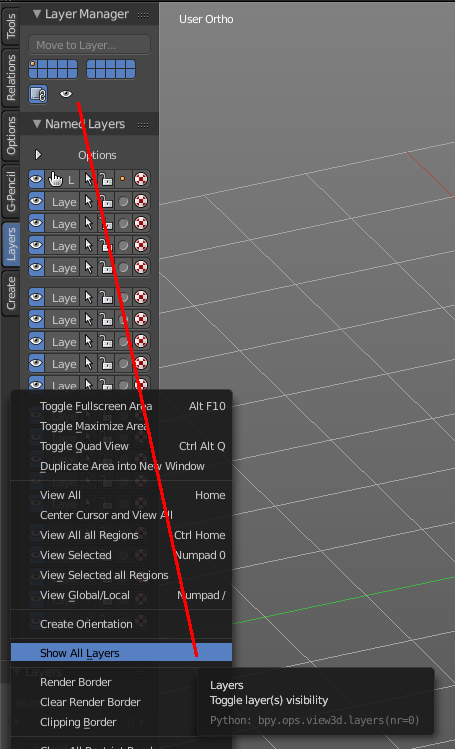 Tools
Relations
Options
G-Pencil
Layers
Create
Layer Manager
Move to Layer...
Named Layers
Options
L
Laye
Laye
Laye
Laye
Laye
Laye
Laye
Laye
Laye
User Ortho
Toggle Fullscreen Area Alt F10
Toggle Maximize Area
Toggle Quad View Ctrl Alt Q
Duplicate Area into New Window
View All Home
Center Cursor and View All
View All all Regions Ctrl Home
View Selected Numpad 0
View Selected all Regions
View Global/Local Numpad /
Create Orientation
Show All Layers
Render Border
Clear Render Border
Clipping Border
Layers
Toggle layer(s) visibility
Python: bpy.ops.view3d.layers(nr=0)